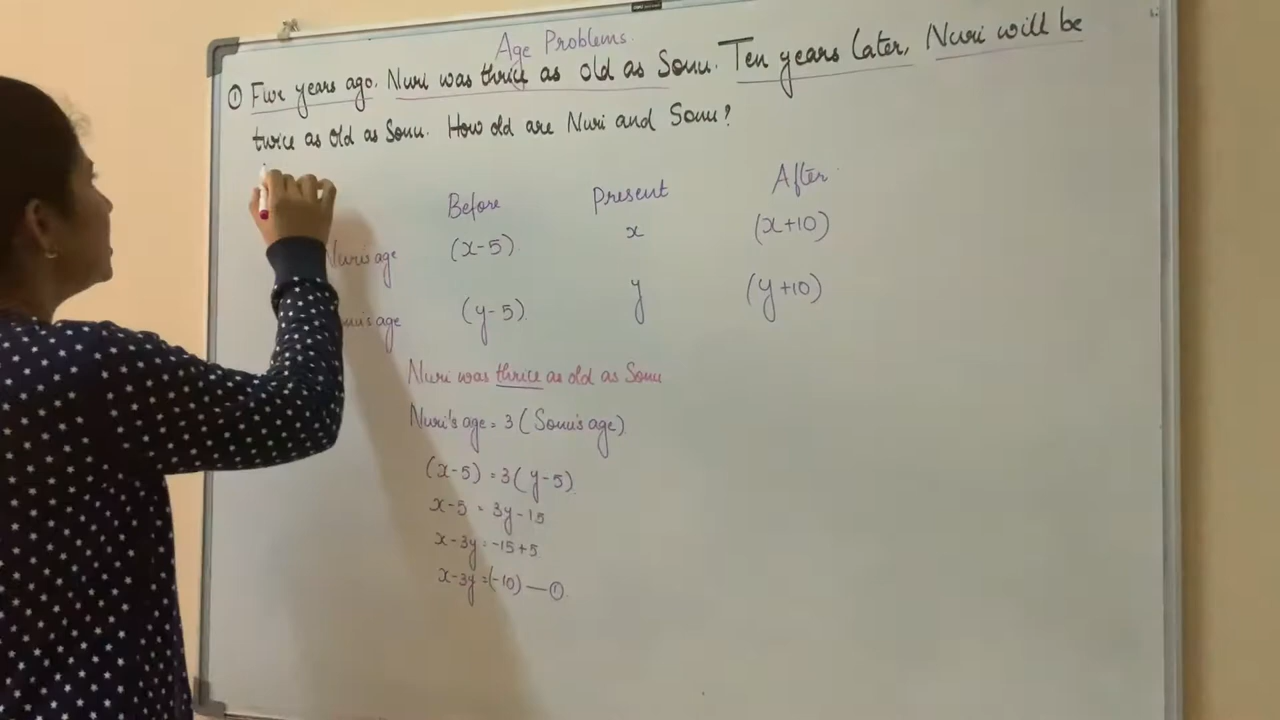 Age Problems.
① Five years ago, Nuri was thrice as old as Sonu. Ten years later, Nuri will be
twice as old as Sonu. How old are Nuri and Sonu?
Before Present After
Nuri's age (x-5) x (x+10)
(y-5) y (y+10)
Nuri was thrice as old as Sonu
Nuri's age = 3 (Sonu's age)
(x-5) = 3(y-5)
x-5 = 3y-15
x-3y = -15+5
x-3y = (-10) — ①